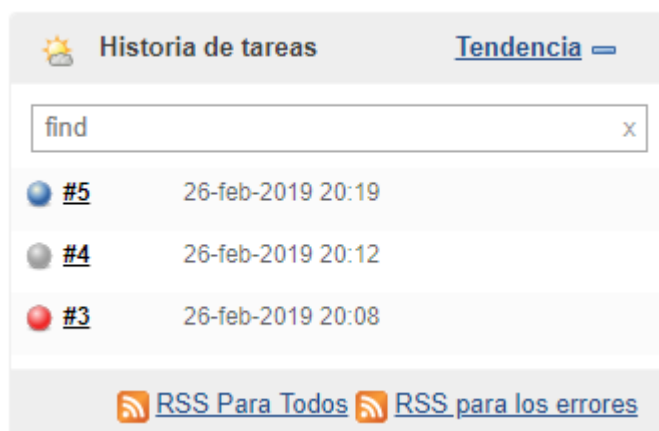 Historia de tareas Tendencia
find x
#5 26-feb-2019 20:19
#4 26-feb-2019 20:12
#3 26-feb-2019 20:08
RSS Para Todos RSS para los errores